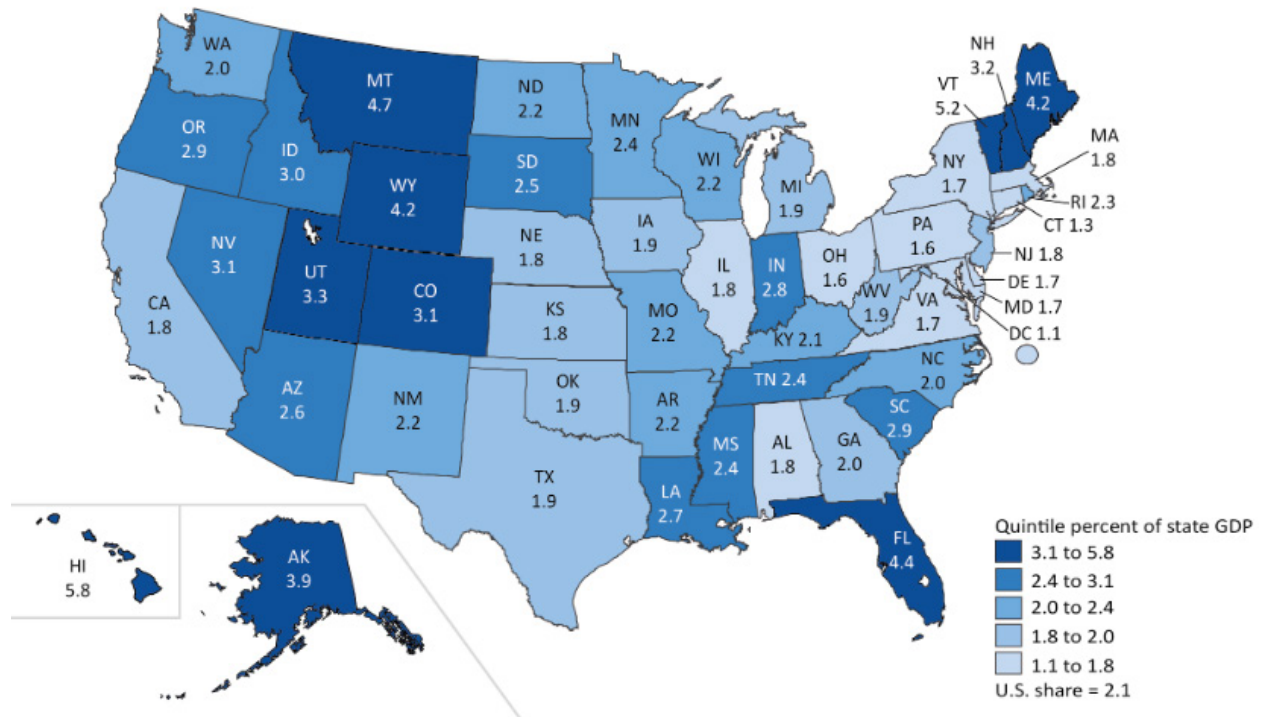 WA
2.0
MT
4.7
ND
2.2
MN
2.4
NH
3.2
VT
5.2
ME
4.2
OR
2.9
ID
3.0
WY
4.2
SD
2.5
WI
2.2
MI
1.9
NY
1.7
MA
1.8
RI 2.3
CT 1.3
NV
3.1
UT
3.3
CO
3.1
NE
1.8
IA
1.9
IL
1.8
IN
2.8
OH
1.6
PA
1.6
NJ 1.8
DE 1.7
MD 1.7
DC 1.1
CA
1.8
KS
1.8
MO
2.2
KY 2.1
WV
1.9
VA
1.7
AZ
2.6
NM
2.2
OK
1.9
AR
2.2
TN 2.4
NC
2.0
SC
2.9
TX
1.9
LA
2.7
MS
2.4
AL
1.8
GA
2.0
FL
4.4
HI
5.8
AK
3.9
Quintile percent of state GDP
3.1 to 5.8
2.4 to 3.1
2.0 to 2.4
1.8 to 2.0
1.1 to 1.8
U.S. share = 2.1